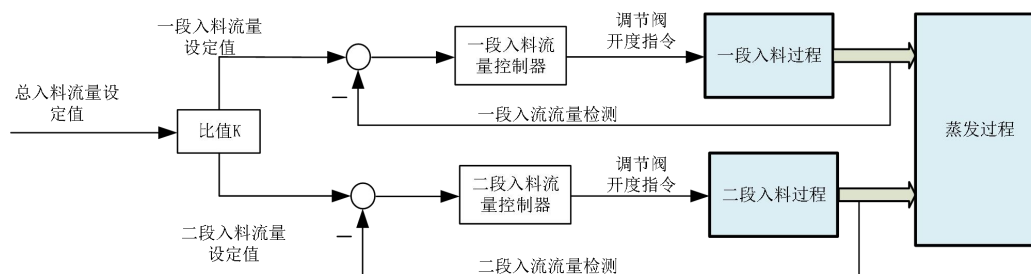 一段入料流量
设定值
总入料流量设
定值
比值K
一段入料流
量控制器
调节阀
开度指令
一段入料过程
一段入流流量检测
蒸发过程
二段入料流量
设定值
二段入料流
量控制器
调节阀
开度指令
二段入料过程
二段入流流量检测